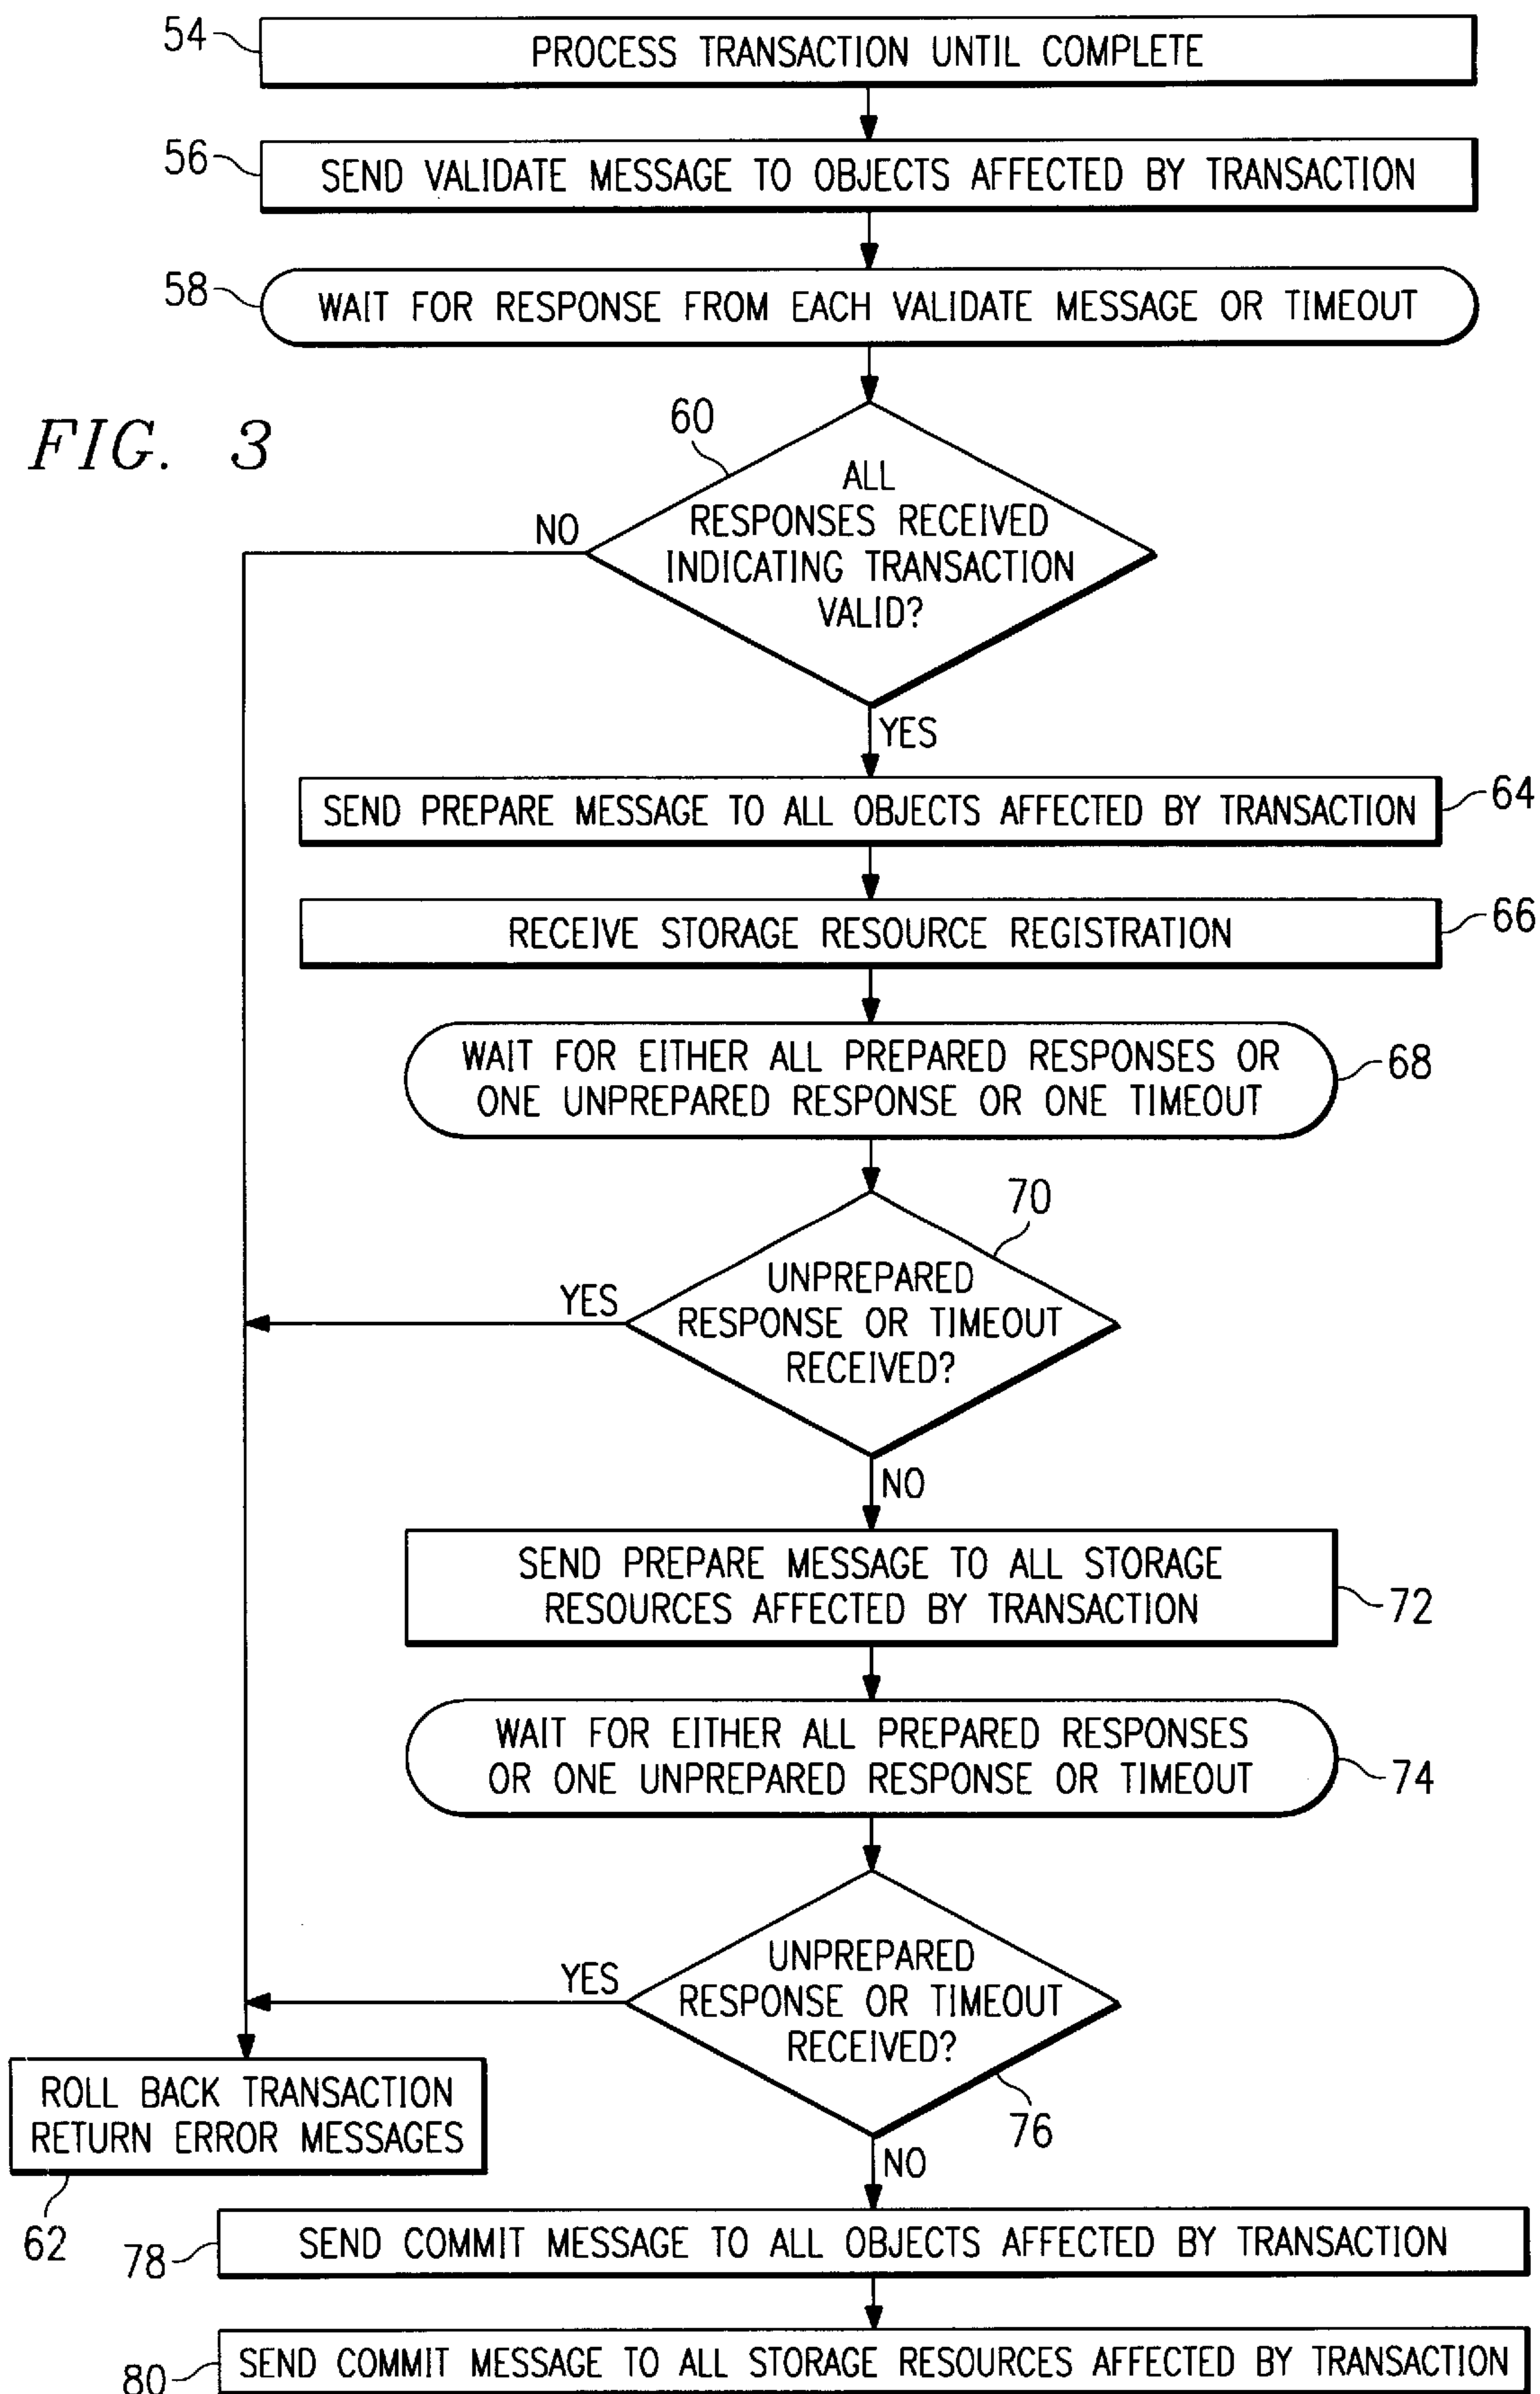 54
PROCESS TRANSACTION UNTIL COMPLETE
56
SEND VALIDATE MESSAGE TO OBJECTS AFFECTED BY TRANSACTION
58
WAIT FOR RESPONSE FROM EACH VALIDATE MESSAGE OR TIMEOUT
FIG. 3
60
ALL
RESPONSES RECEIVED
INDICATING TRANSACTION
VALID?
NO
YES
SEND PREPARE MESSAGE TO ALL OBJECTS AFFECTED BY TRANSACTION
64
RECEIVE STORAGE RESOURCE REGISTRATION
66
WAIT FOR EITHER ALL PREPARED RESPONSES OR
ONE UNPREPARED RESPONSE OR ONE TIMEOUT
68
70
UNPREPARED
RESPONSE OR TIMEOUT
RECEIVED?
YES
NO
SEND PREPARE MESSAGE TO ALL STORAGE
RESOURCES AFFECTED BY TRANSACTION
72
WAIT FOR EITHER ALL PREPARED RESPONSES
OR ONE UNPREPARED RESPONSE OR TIMEOUT
74
UNPREPARED
RESPONSE OR TIMEOUT
RECEIVED?
YES
76
NO
ROLL BACK TRANSACTION
RETURN ERROR MESSAGES
62
78
SEND COMMIT MESSAGE TO ALL OBJECTS AFFECTED BY TRANSACTION
80
SEND COMMIT MESSAGE TO ALL STORAGE RESOURCES AFFECTED BY TRANSACTION